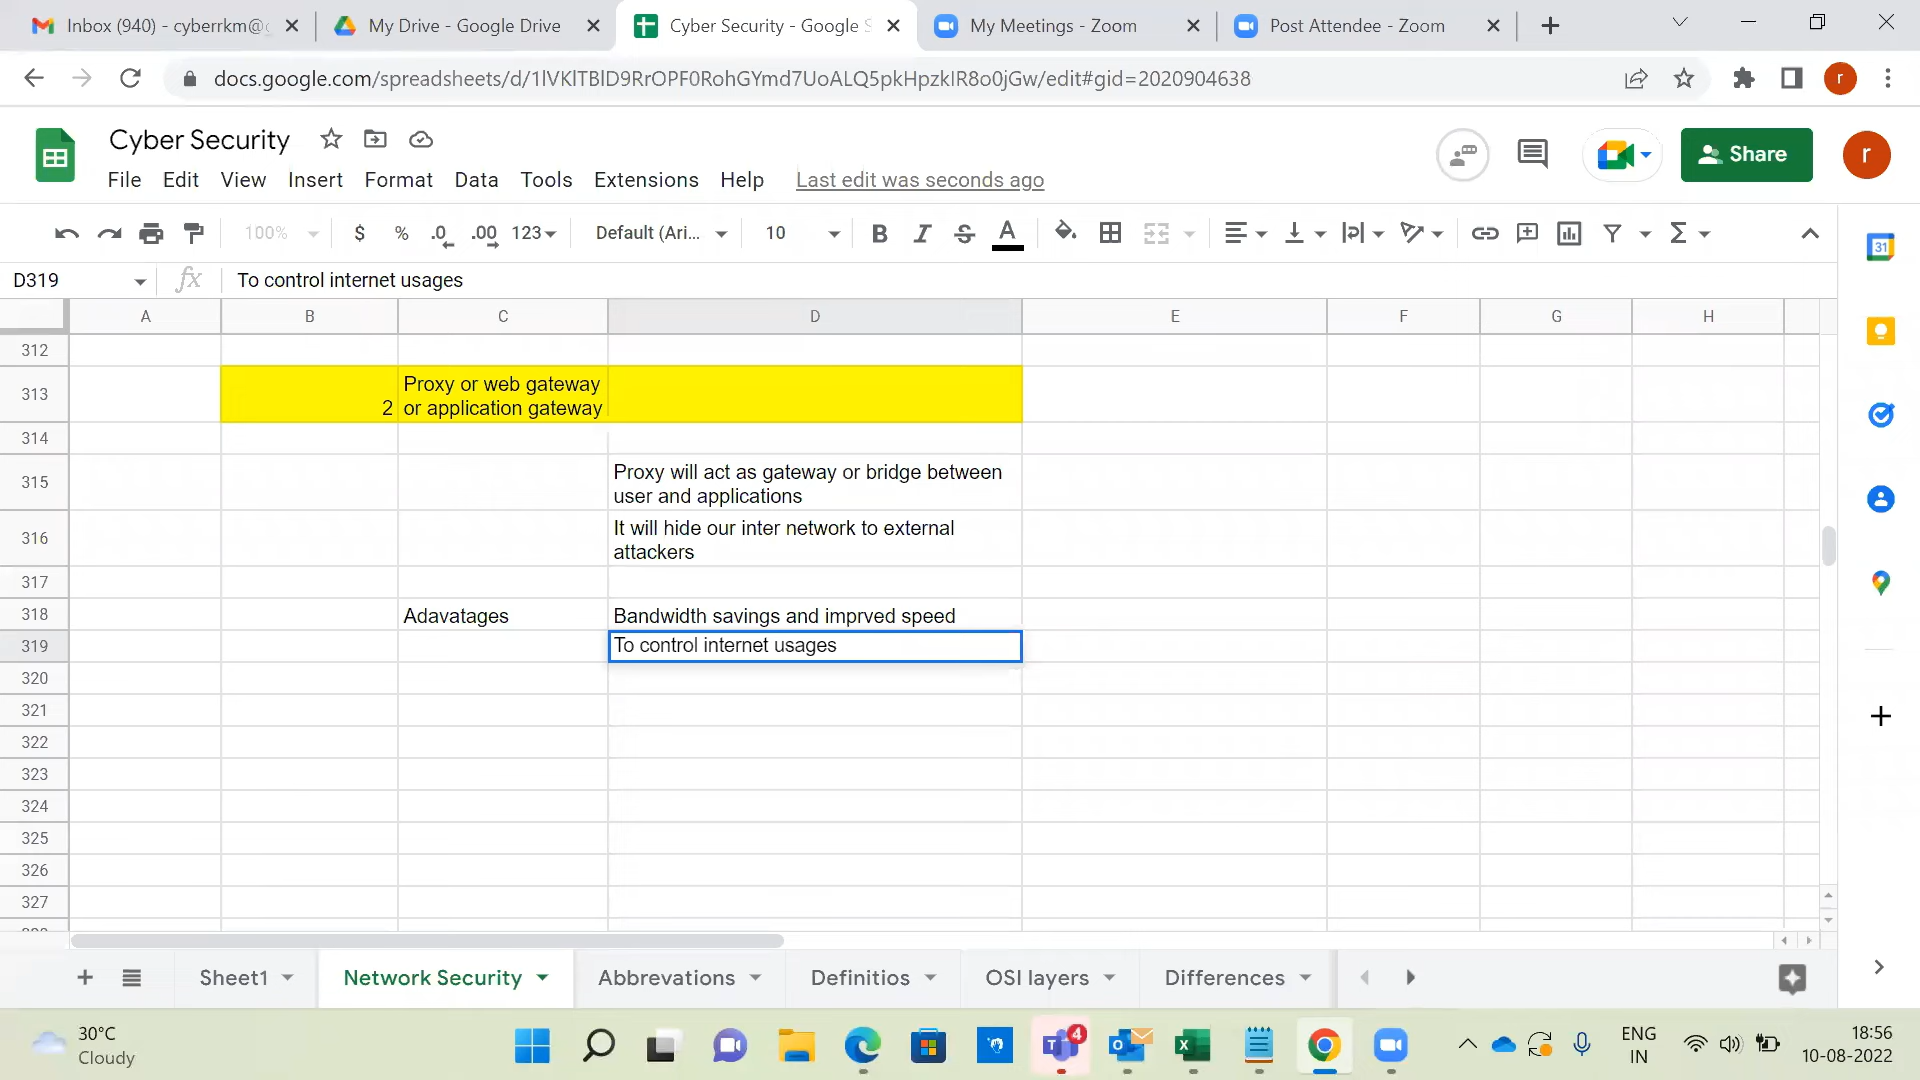 Inbox (940) - cyberrkm@g
My Drive - Google Drive
Cyber Security - Google S
My Meetings - Zoom
Post Attendee - Zoom
docs.google.com/spreadsheets/d/1lVKlTBlD9RrOPF0RohGYmd7UoALQ5pkHpzkIR8o0jGw/edit#gid=2020904638
r
Cyber Security
Share
r
File Edit View Insert Format Data Tools Extensions Help Last edit was seconds ago
100% $ % .0 .00 123 Default (Ari... 10 B I S A
31
D319 fx To control internet usages
A B C D E F G H
312
313 2 Proxy or web gateway
or application gateway
314
315 Proxy will act as gateway or bridge between
user and applications
316 It will hide our inter network to external
attackers
317
318 Adavatages Bandwidth savings and imprved speed
319 To control internet usages
320
321
322
323
324
325
326
327
Sheet1 Network Security Abbrevations Definitios OSI layers Differences
30°C
Cloudy
4
ENG
IN
18:56
10-08-2022